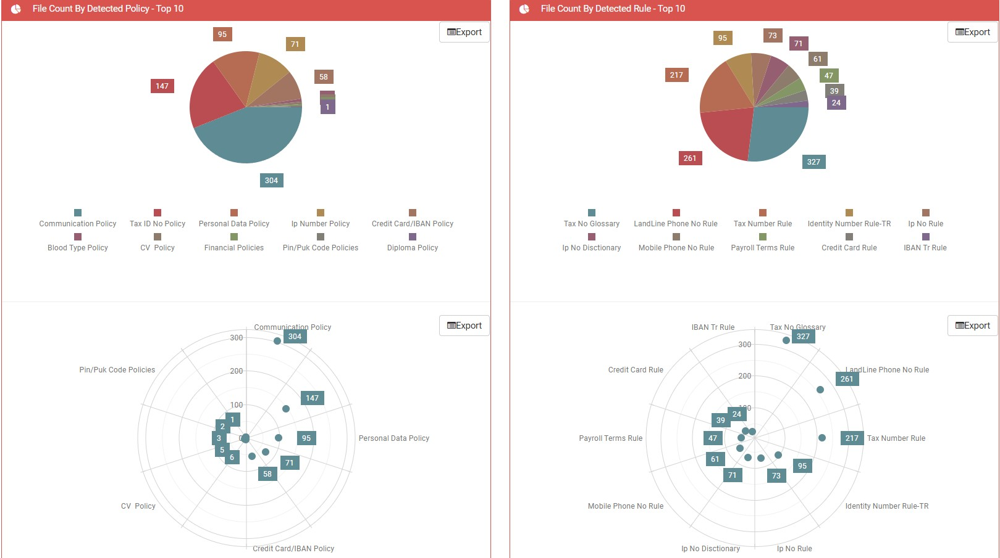 File Count By Detected Policy - Top 10
Export
95
71
147
58
1
304
Communication Policy
Tax ID No Policy
Personal Data Policy
Ip Number Policy
Credit Card/IBAN Policy
Blood Type Policy
CV  Policy
Financial Policies
Pin/Puk Code Policies
Diploma Policy
Export
Communication Policy
304
300
Pin/Puk Code Policies
200
147
100
1
2
3
0
95
Personal Data Policy
5
6
71
58
CV  Policy
Credit Card/IBAN Policy
File Count By Detected Rule - Top 10
Export
95
73
71
61
217
47
39
24
261
327
Tax No Glossary
LandLine Phone No Rule
Tax Number Rule
Identity Number Rule-TR
Ip No Rule
Ip No Disctionary
Mobile Phone No Rule
Payroll Terms Rule
Credit Card Rule
IBAN Tr Rule
Export
IBAN Tr Rule
Tax No Glossary
327
300
Credit Card Rule
LandLine Phone No Rule
200
261
100
24
39
Payroll Terms Rule
47
217
Tax Number Rule
61
95
71
73
Mobile Phone No Rule
Identity Number Rule-TR
Ip No Disctionary
Ip No Rule